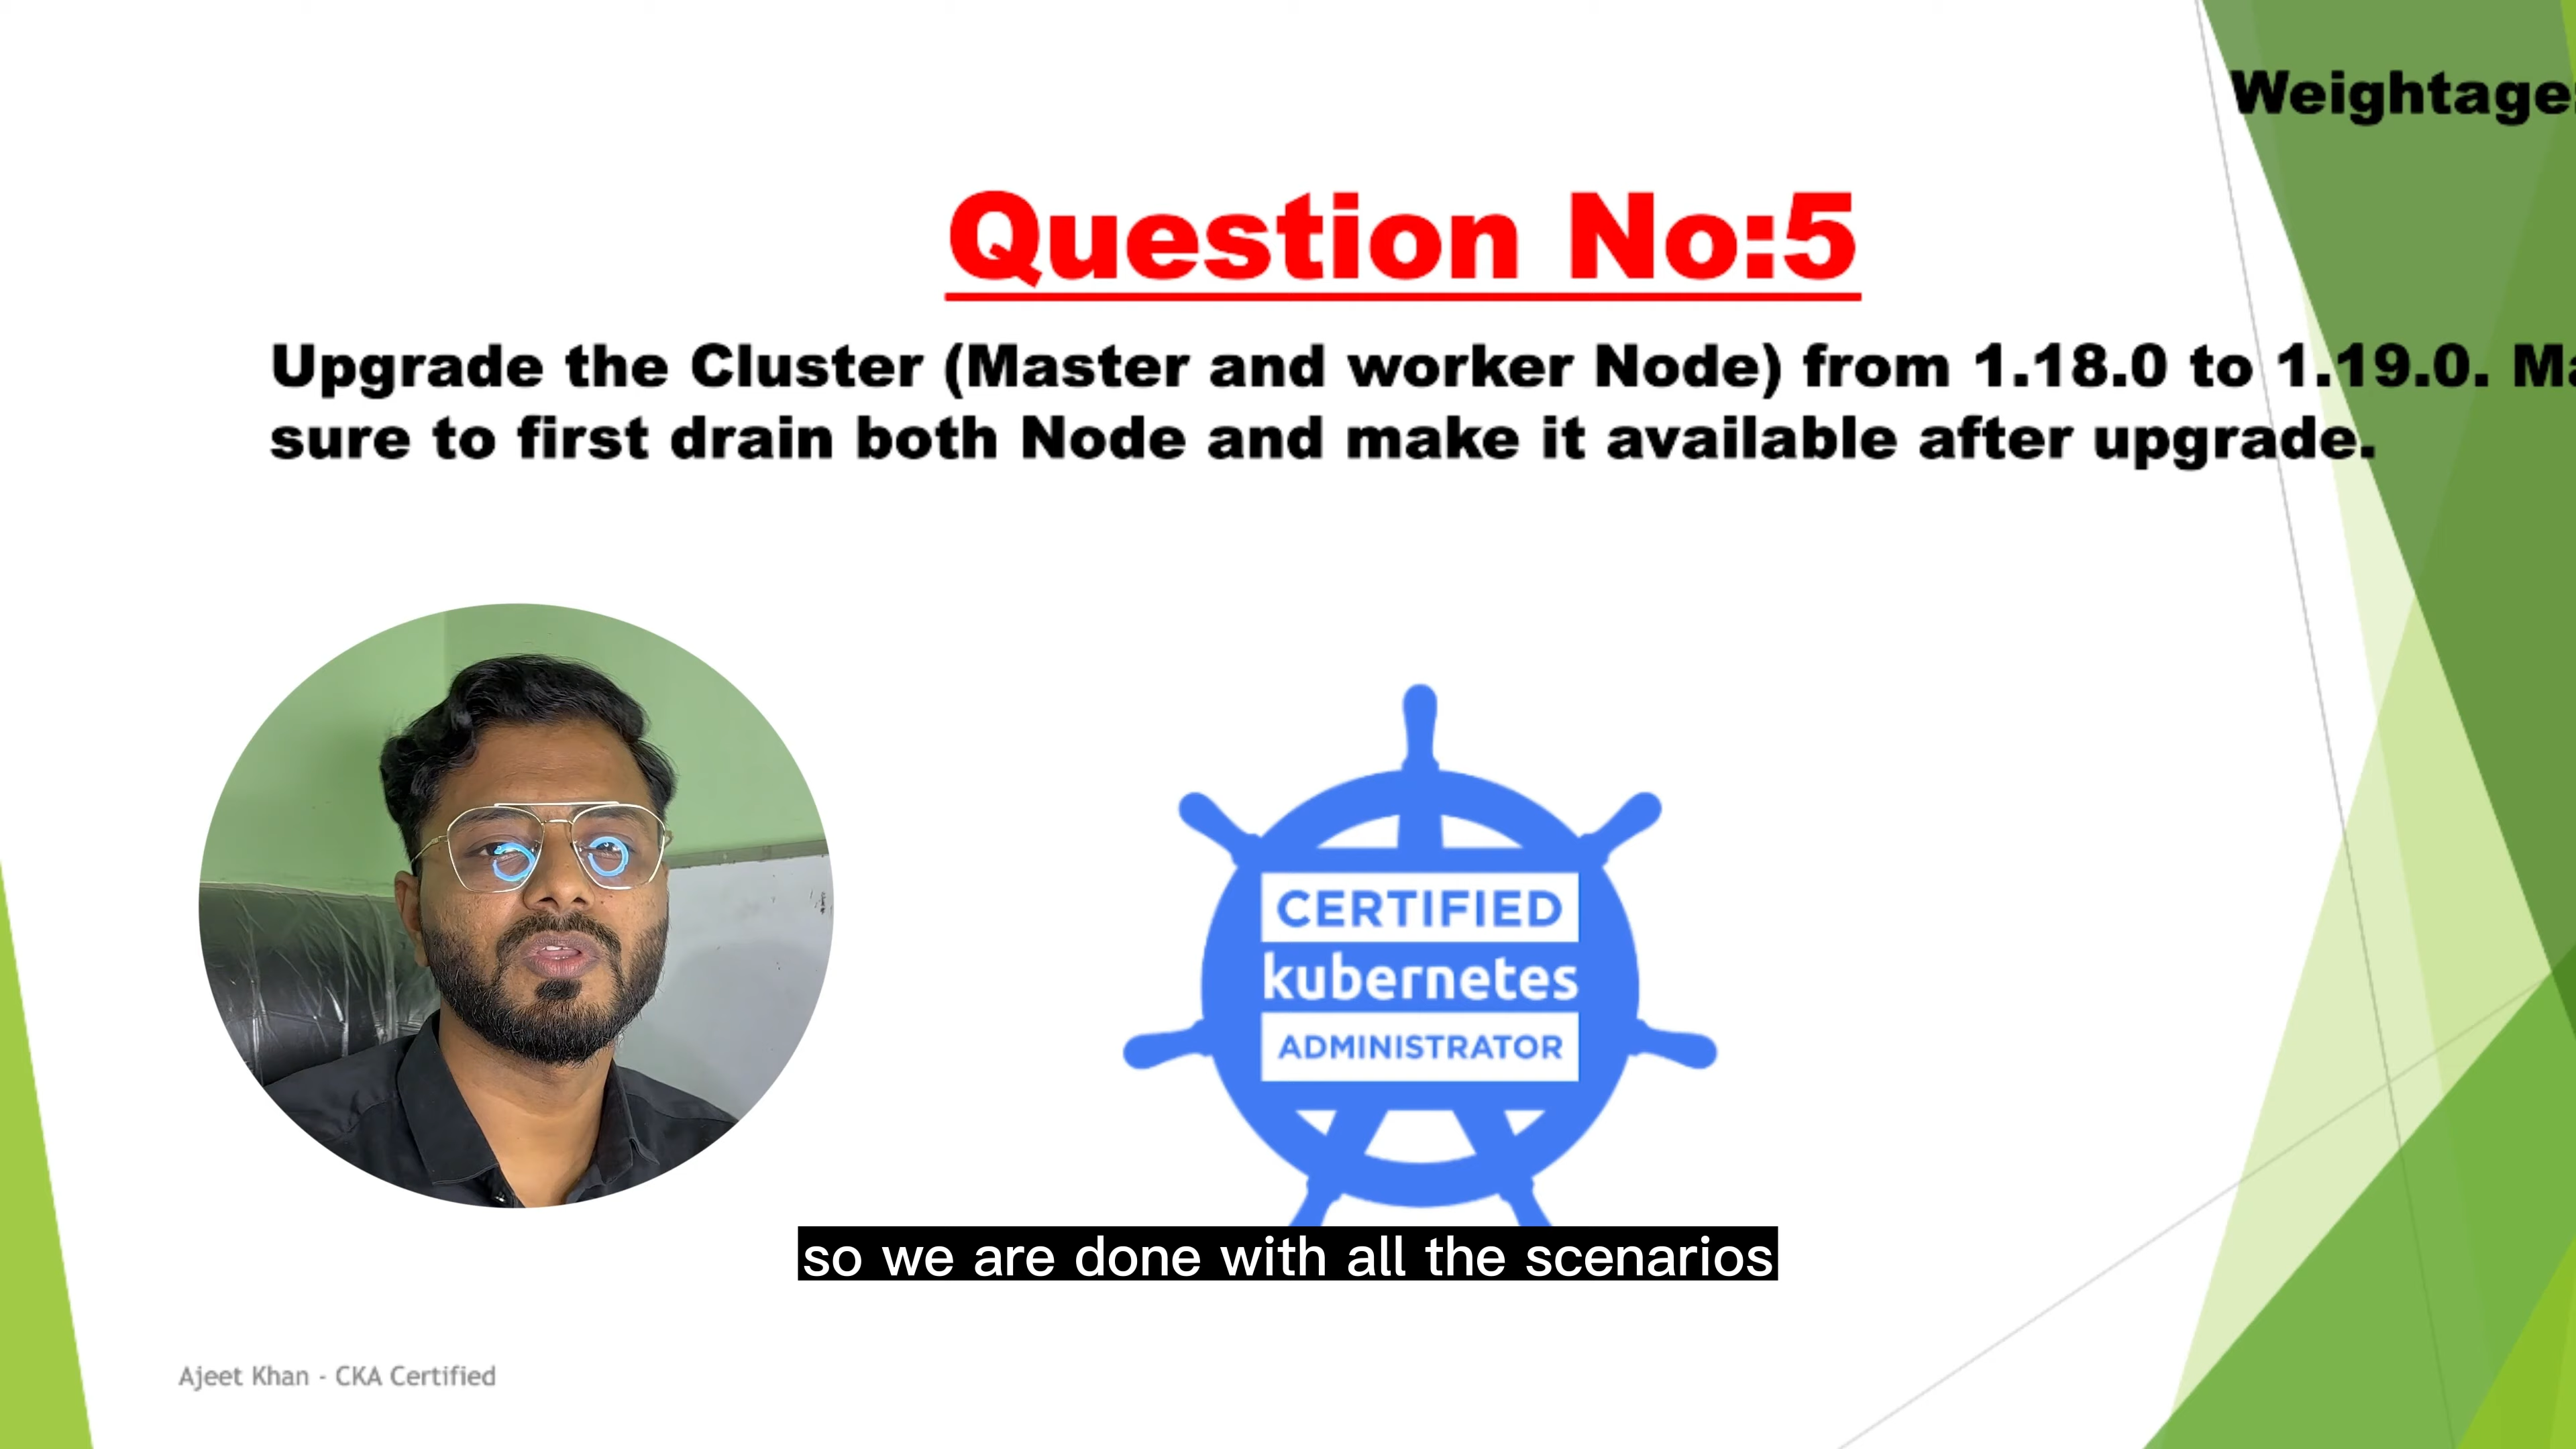 Weightage:
Question No:5
Upgrade the Cluster (Master and worker Node) from 1.18.0 to 1.19.0. Ma
sure to first drain both Node and make it available after upgrade.
CERTIFIED
kubernetes
ADMINISTRATOR
so we are done with all the scenarios
Ajeet Khan - CKA Certified